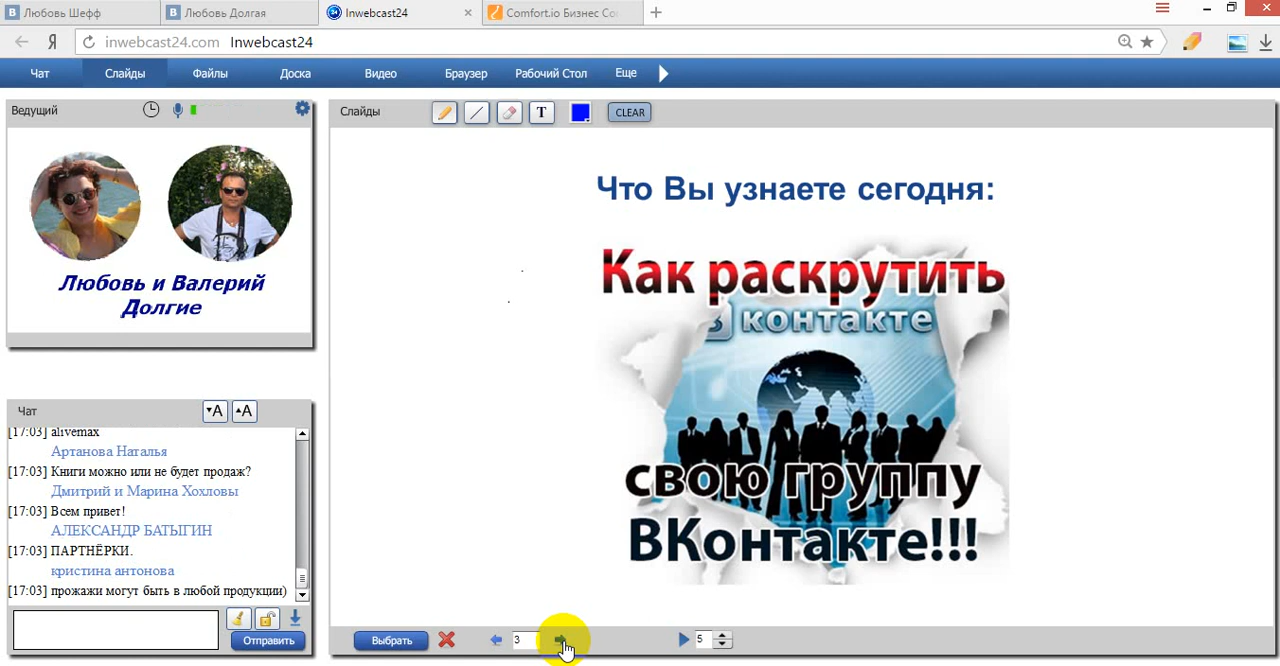 Любовь Шефф
Любовь Долгая
Inwebcast24
Comfort.io Бизнес Со
inwebcast24.com Inwebcast24
Чат
Слайды
Файлы
Доска
Видео
Браузер
Рабочий Стол
Еще
Ведущий
Любовь и Валерий
Долгие
Слайды
T
CLEAR
Что Вы узнаете сегодня:
Как раскрутить
в контакте
свою группу
ВКонтакте!!!
Чат
▾A
▴A
[17:03] alivemax
Артанова Наталья
[17:03] Книги можно или не будет продаж?
Дмитрий и Марина Хохловы
[17:03] Всем привет!
АЛЕКСАНДР БАТЫГИН
[17:03] ПАРТНЁРКИ.
кристина антонова
[17:03] прожажи могут быть в любой продукции)
Отправить
Выбрать
3
5